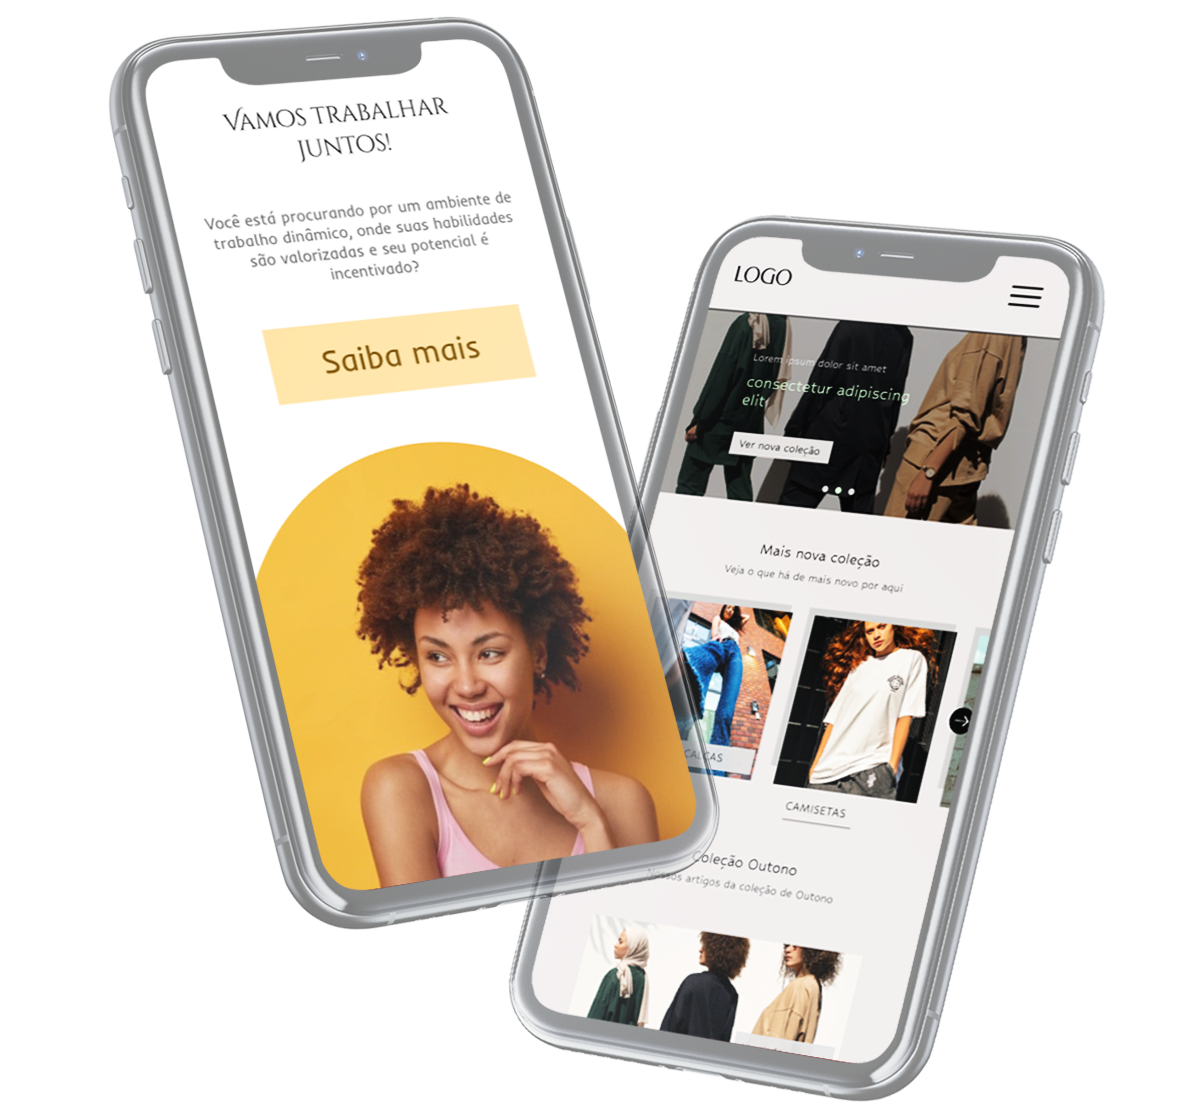 VAMOS TRABALHAR
JUNTOS!
Você está procurando por um ambiente de
trabalho dinâmico, onde suas habilidades
são valorizadas e seu potencial é
incentivado?
Saiba mais
LOGO
Lorem ipsum dolor sit amet
consectetur adipiscing
elit
Ver nova coleção
Mais nova coleção
Veja o que há de mais novo por aqui
CALÇAS
CAMISETAS
Coleção Outono
Nossos artigos da coleção de Outono